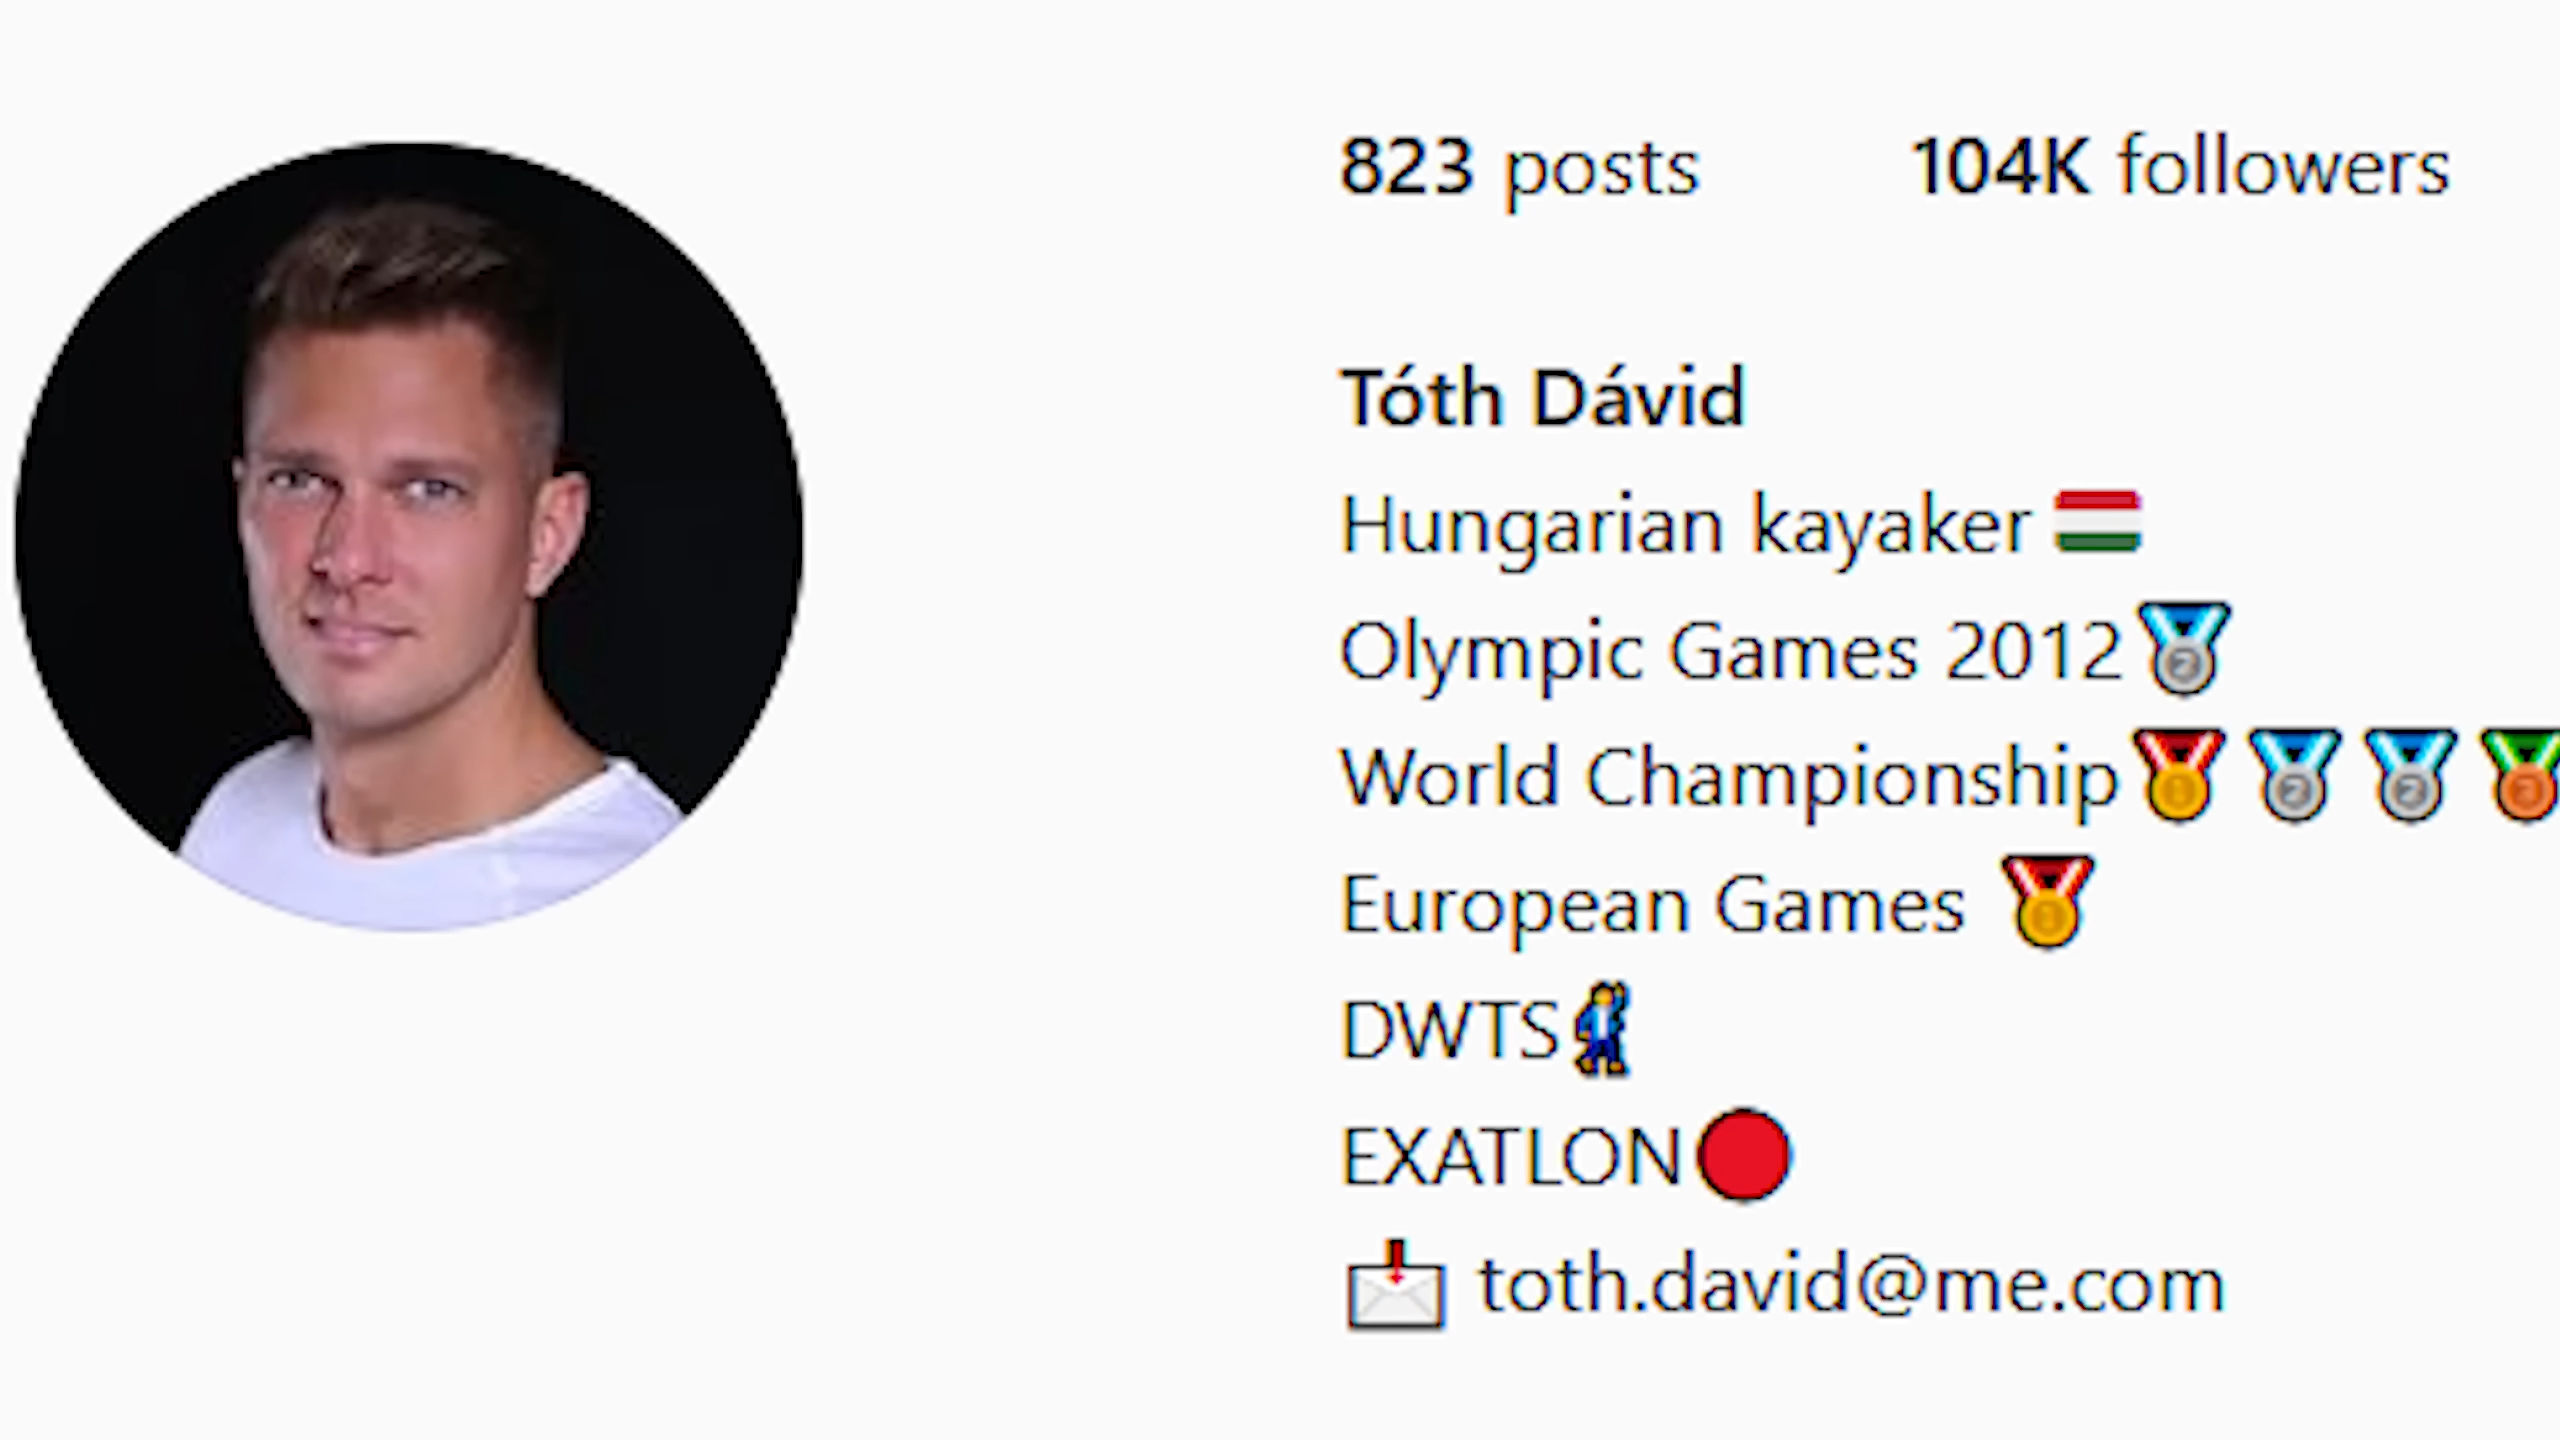 823 posts 104K followers
Tóth Dávid
Hungarian kayaker 🇭🇺
Olympic Games 2012🥈
World Championship🥇🥈🥈🥉
European Games 🥇
DWTS🕺
EXATLON🔴
📩 toth.david@me.com